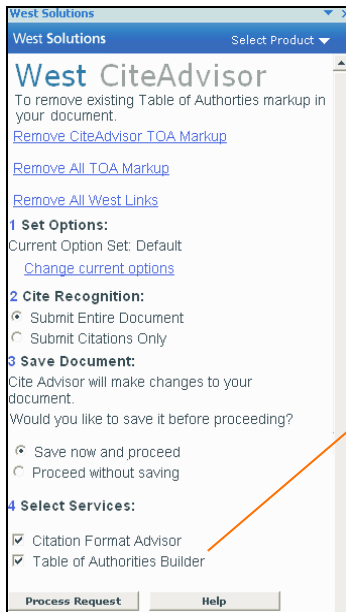 West Solutions
West Solutions Select Product
West CiteAdvisor
To remove existing Table of Authorties markup in
your document.
Remove CiteAdvisor TOA Markup
Remove All TOA Markup
Remove All West Links
1 Set Options:
Current Option Set: Default
Change current options
2 Cite Recognition:
Submit Entire Document
Submit Citations Only
3 Save Document:
Cite Advisor will make changes to your
document.
Would you like to save it before proceeding?
Save now and proceed
Proceed without saving
4 Select Services:
Citation Format Advisor
Table of Authorities Builder
Process Request Help